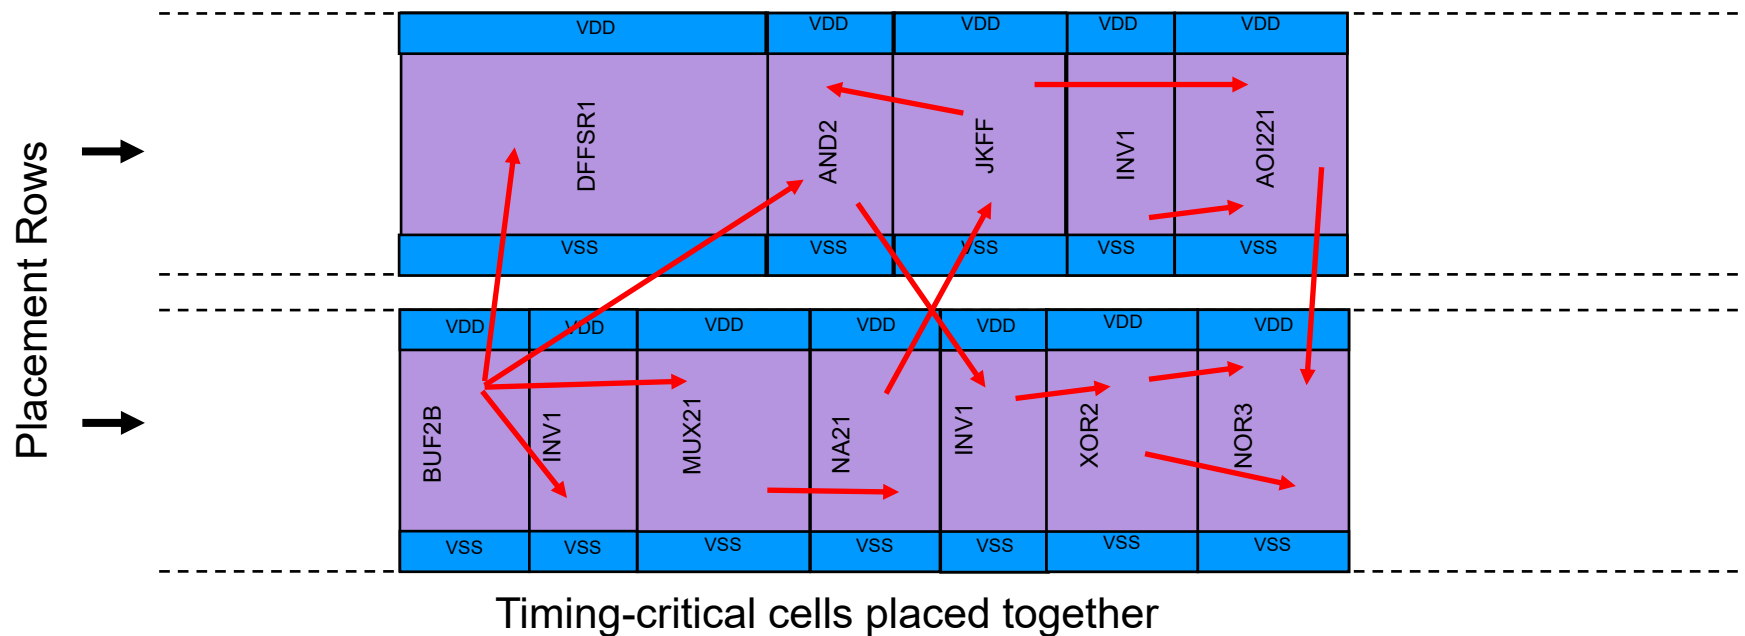 VDD VDD VDD VDD VDD
DFFSR1 AND2 JKFF INV1 AOI221
VSS VSS VSS VSS VSS
Placement Rows
VDD VDD VDD VDD VDD VDD VDD
BUF2B INV1 MUX21 NA21 INV1 XOR2 NOR3
VSS VSS VSS VSS VSS VSS VSS
Timing-critical cells placed together